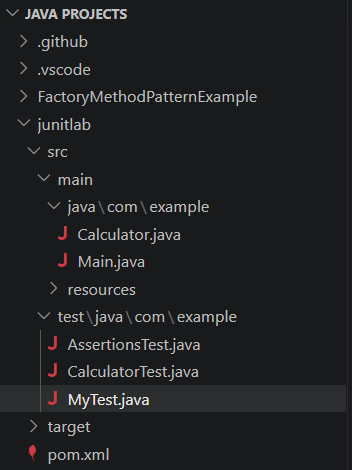 JAVA PROJECTS
.github
.vscode
FactoryMethodPatternExample
junitlab
src
main
java\com\example
Calculator.java
Main.java
resources
test\java\com\example
AssertionsTest.java
CalculatorTest.java
MyTest.java
target
pom.xml